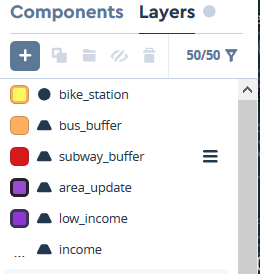 Components Layers
50/50
bike_station
bus_buffer
subway_buffer
area_update
low_income
... income